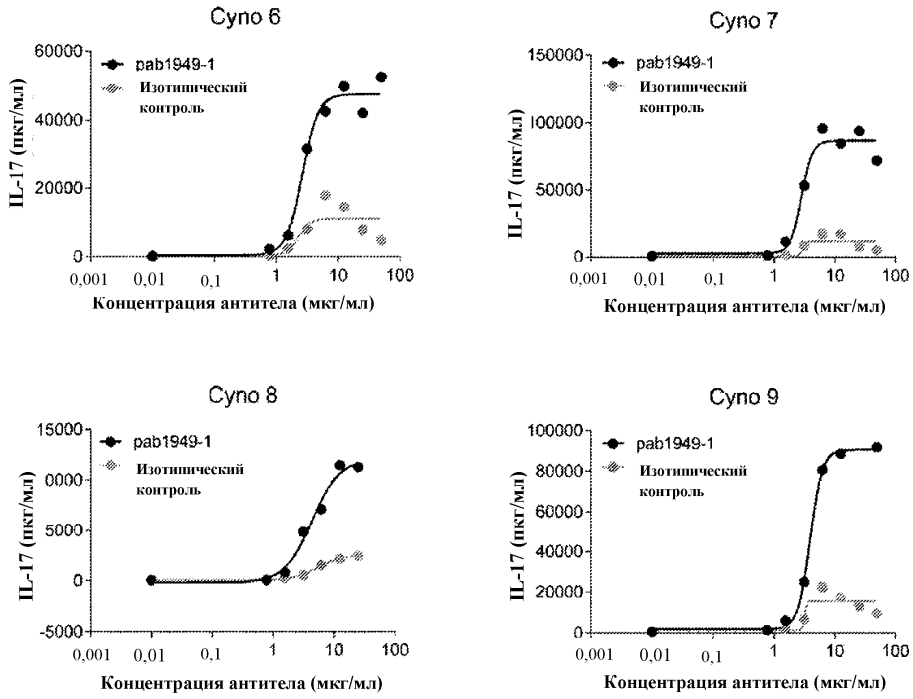 Cyno 6
pab1949-1
Изотипический
контроль
IL-17 (пкг/мл)
60000
40000
20000
0
0,001 0,01 0,1 1 10 100
Концентрация антитела (мкг/мл)
Cyno 7
pab1949-1
Изотипический
контроль
IL-17 (пкг/мл)
150000
100000
50000
0
0,001 0,01 0,1 1 10 100
Концентрация антитела (мкг/мл)
Cyno 8
pab1949-1
Изотипический
контроль
IL-17 (пкг/мл)
15000
0000
5000
0
-5000
0,001 0,01 0,1 1 10 100
Концентрация антитела (мкг/мл)
Cyno 9
pab1949-1
Изотипический
контроль
IL-17 (пкг/мл)
100000
80000
60000
40000
20000
0
0,001 0,01 0,1 1 10 100
Концентрация антитела (мкг/мл)